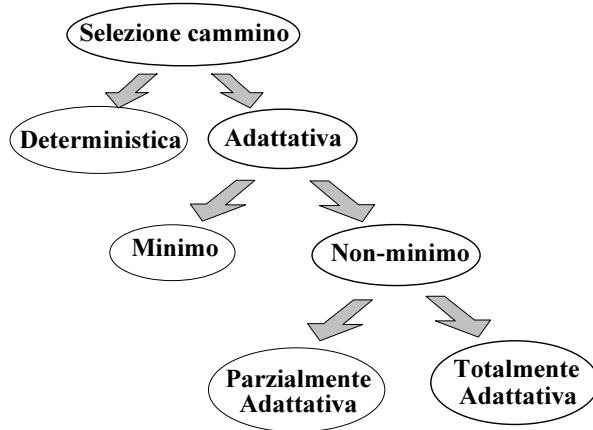 Selezione cammino
Deterministica
Adattativa
Minimo
Non-minimo
Parzialmente
Adattativa
Totalmente
Adattativa